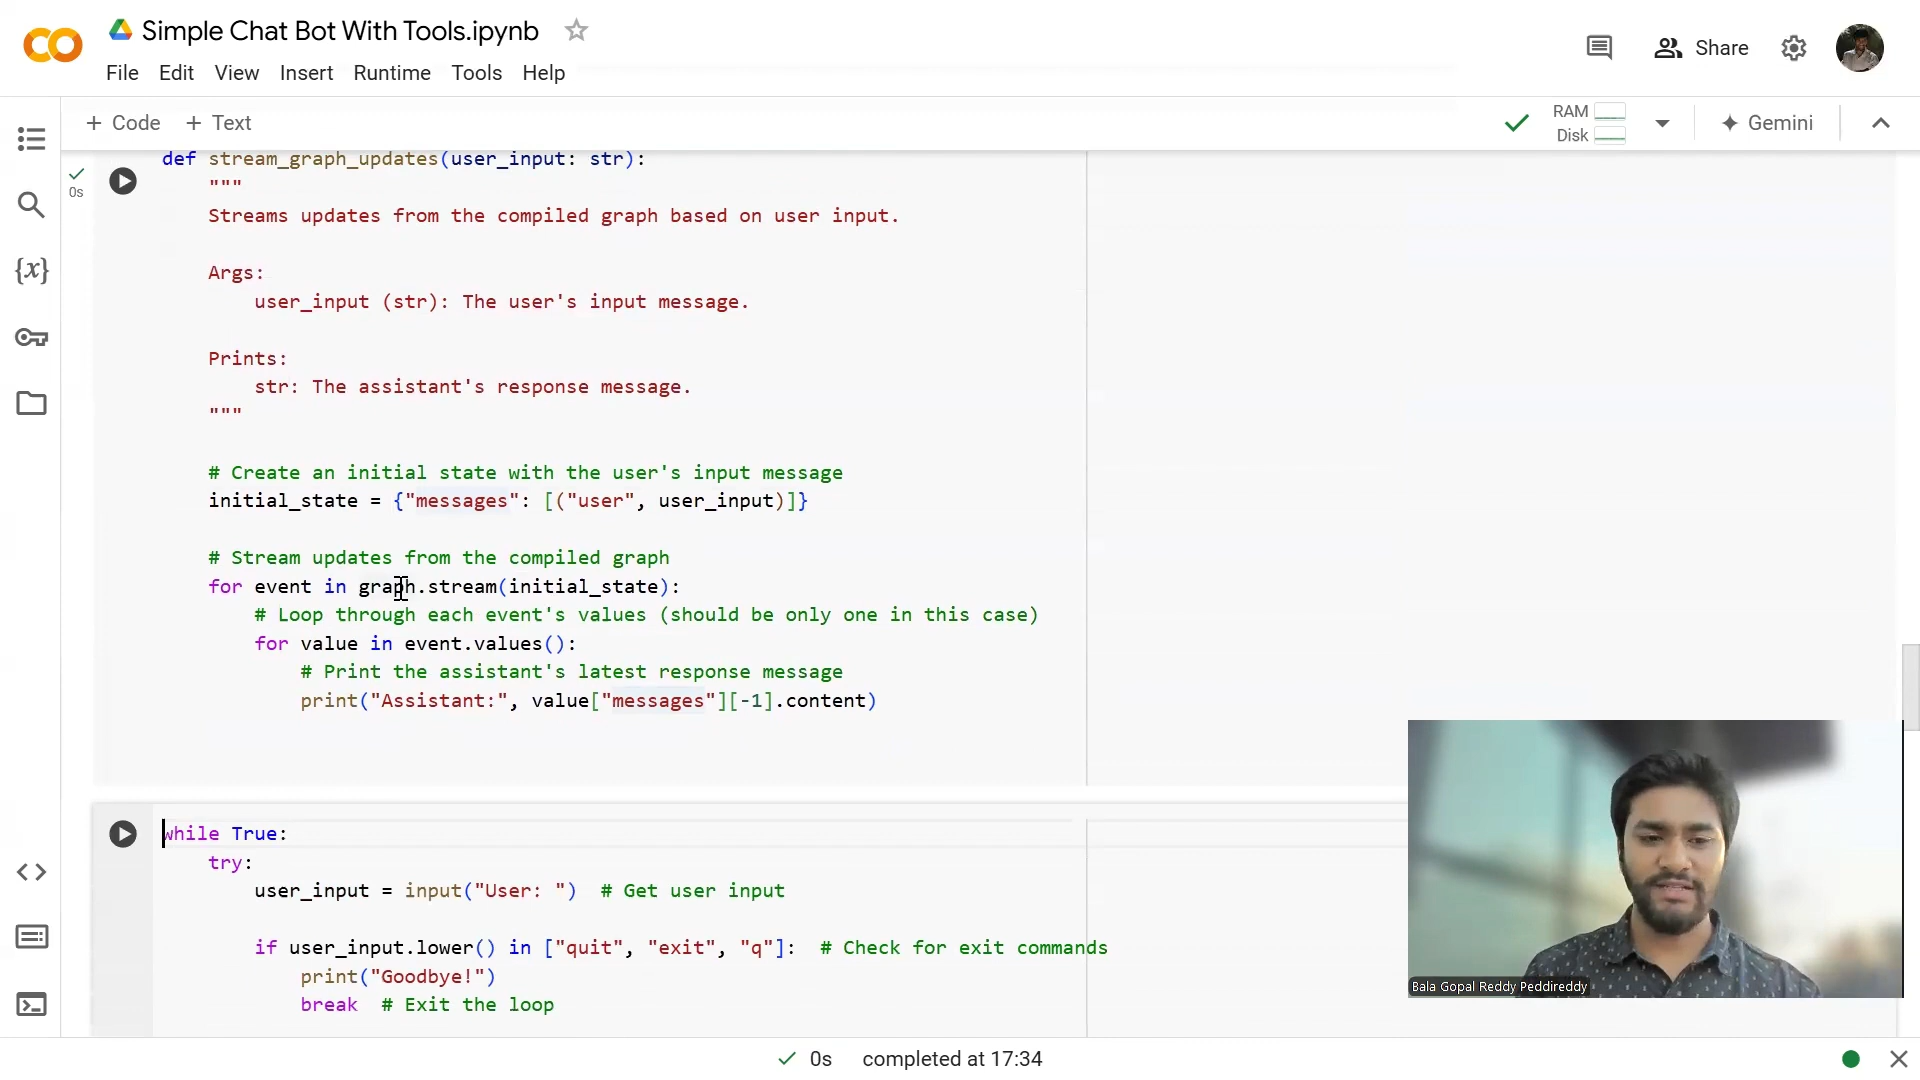 Simple Chat Bot With Tools.ipynb
File Edit View Insert Runtime Tools Help
Share
+ Code + Text
RAM
Disk
Gemini
0s
def stream_graph_updates(user_input: str):
"""
Streams updates from the compiled graph based on user input.
Args:
user_input (str): The user's input message.
Prints:
str: The assistant's response message.
"""
# Create an initial state with the user's input message
initial_state = {"messages": [("user", user_input)]}
# Stream updates from the compiled graph
for event in graph.stream(initial_state):
# Loop through each event's values (should be only one in this case)
for value in event.values():
# Print the assistant's latest response message
print("Assistant:", value["messages"][-1].content)
while True:
try:
user_input = input("User: ")  # Get user input
if user_input.lower() in ["quit", "exit", "q"]:  # Check for exit commands
print("Goodbye!")
break  # Exit the loop
Bala Gopal Reddy Peddireddy
0s completed at 17:34